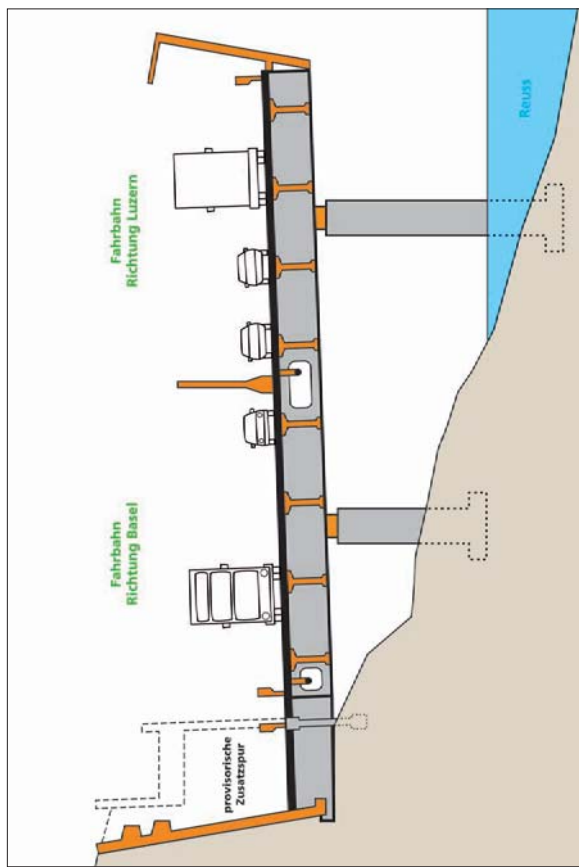 Fahrbahn
Richtung Basel
Fahrbahn
Richtung Luzern
provisorische
Zusatzspur
Reuss